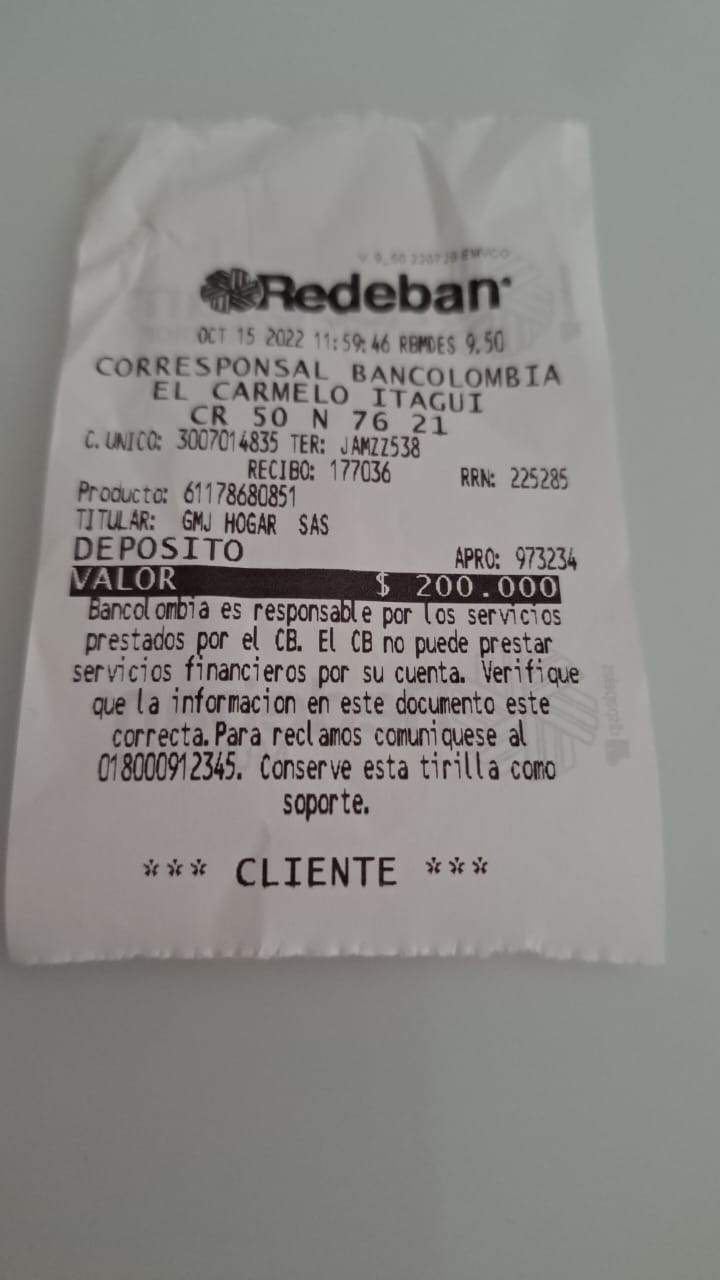 V 9_50 220720 EMVCO
Redeban
OCT 15 2022 11:59:46 RBMDES 9.50
CORRESPONSAL BANCOLOMBIA
EL CARMELO ITAGUI
CR 50 N 76 21
C. UNICO: 3007014835 TER: JAMZZ538
RECIBO: 177036 RRN: 225285
Producto: 61178680851
TITULAR: GMJ HOGAR SAS
DEPOSITO APRO: 973234
VALOR $ 200.000
Bancolombia es responsable por los servicios
prestados por el CB. El CB no puede prestar
servicios financieros por su cuenta. Verifique
que la informacion en este documento este
correcta. Para reclamos comuniquese al
018000912345. Conserve esta tirilla como
soporte.
*** CLIENTE ***